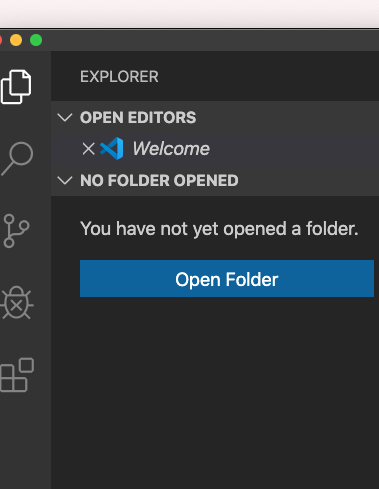 EXPLORER
OPEN EDITORS
Welcome
NO FOLDER OPENED
You have not yet opened a folder.
Open Folder